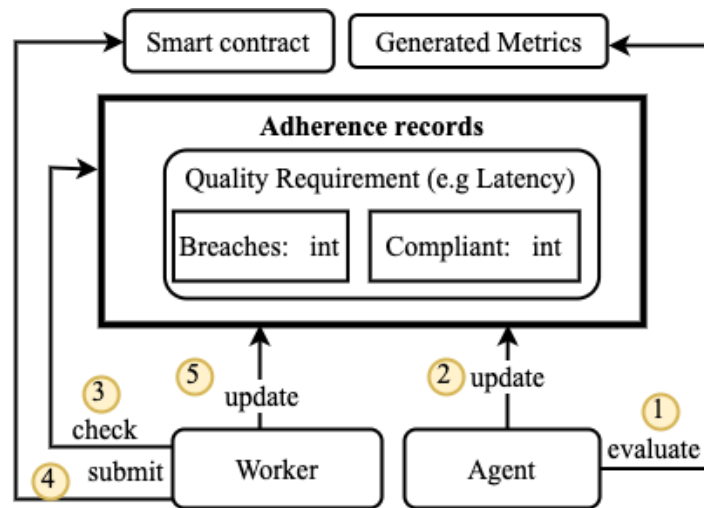 Smart contract
Generated Metrics
Adherence records
Quality Requirement (e.g Latency)
Breaches: int
Compliant: int
5
update
2
update
3
check
1
evaluate
submit
4
Worker
Agent